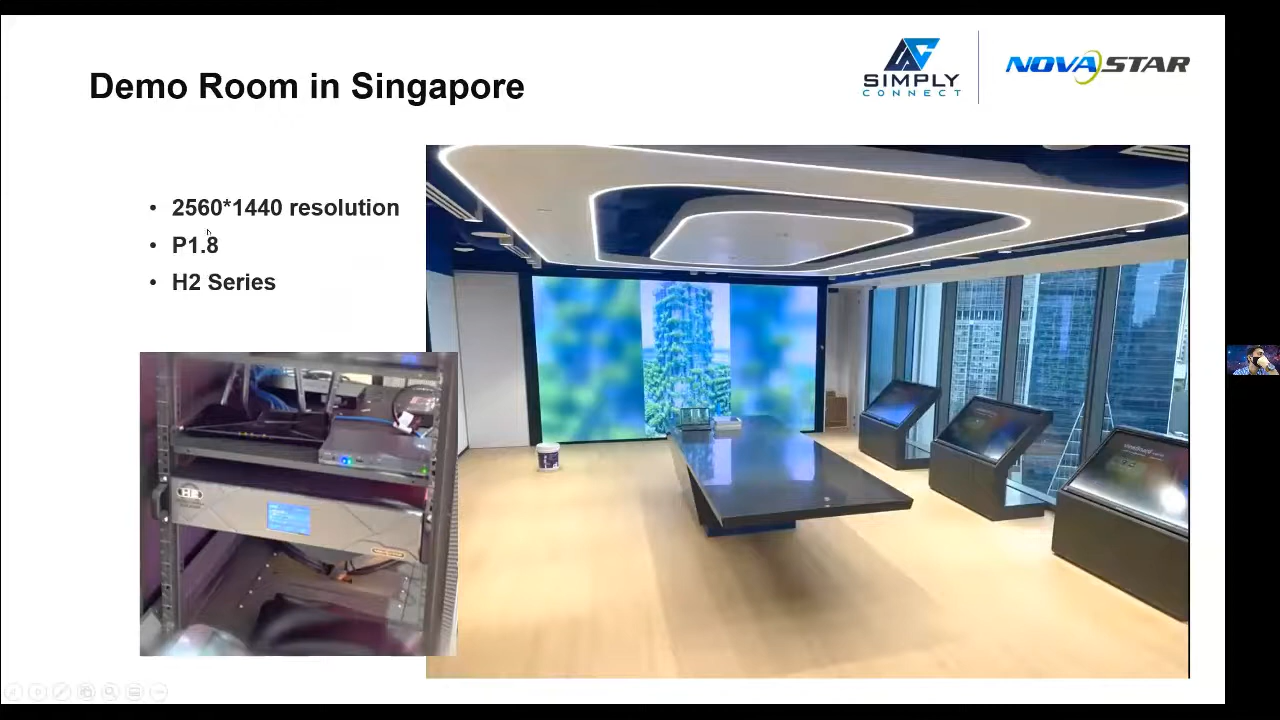 Demo Room in Singapore
SIMPLY
CONNECT
NOVASTAR
• 2560*1440 resolution
• P1.8
• H2 Series